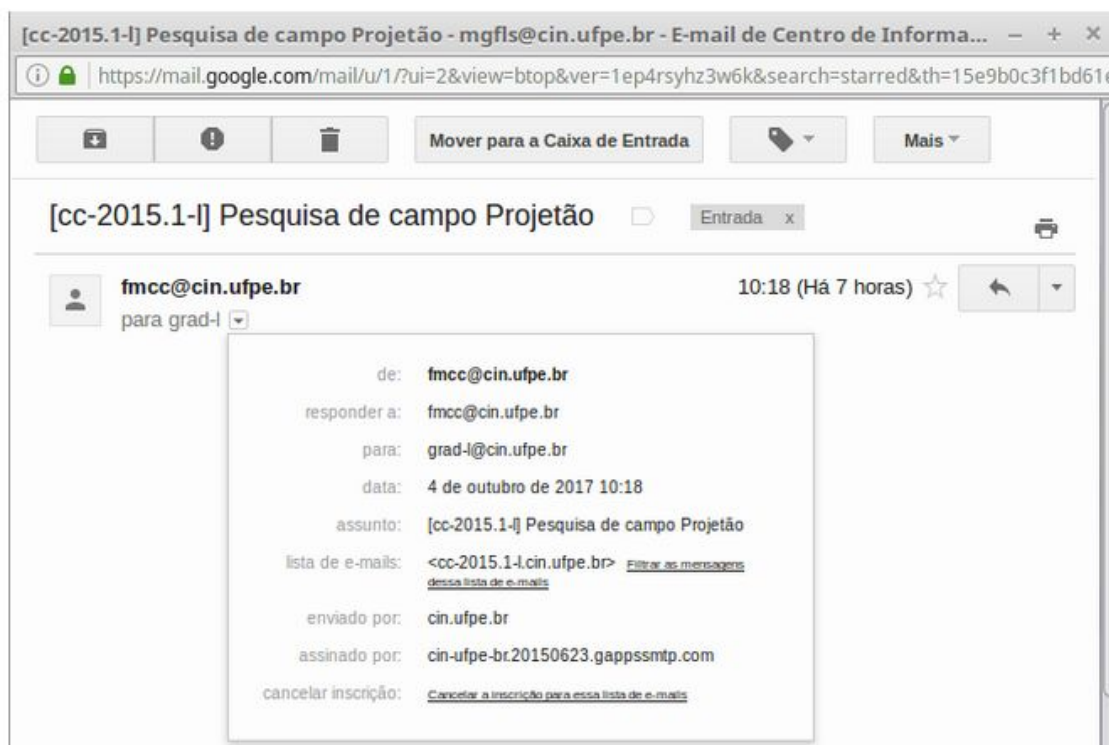 [cc-2015.1-l] Pesquisa de campo Projetão - mgfls@cin.ufpe.br - E-mail de Centro de Informa...
https://mail.google.com/mail/u/1/?ui=2&view=btop&ver=1ep4rsyhz3w6k&search=starred&th=15e9b0c3f1bd61e
Mover para a Caixa de Entrada
Mais
[cc-2015.1-l] Pesquisa de campo Projetão
Entrada x
fmcc@cin.ufpe.br
10:18 (Há 7 horas)
para grad-l
de: fmcc@cin.ufpe.br
responder a: fmcc@cin.ufpe.br
para: grad-l@cin.ufpe.br
data: 4 de outubro de 2017 10:18
assunto: [cc-2015.1-l] Pesquisa de campo Projetão
lista de e-mails: <cc-2015.1-l.cin.ufpe.br> Filtrar as mensagens
dessa lista de e-mails
enviado por: cin.ufpe.br
assinado por: cin-ufpe-br.20150623.gappssmtp.com
cancelar inscrição: Cancelar a inscrição para essa lista de e-mails